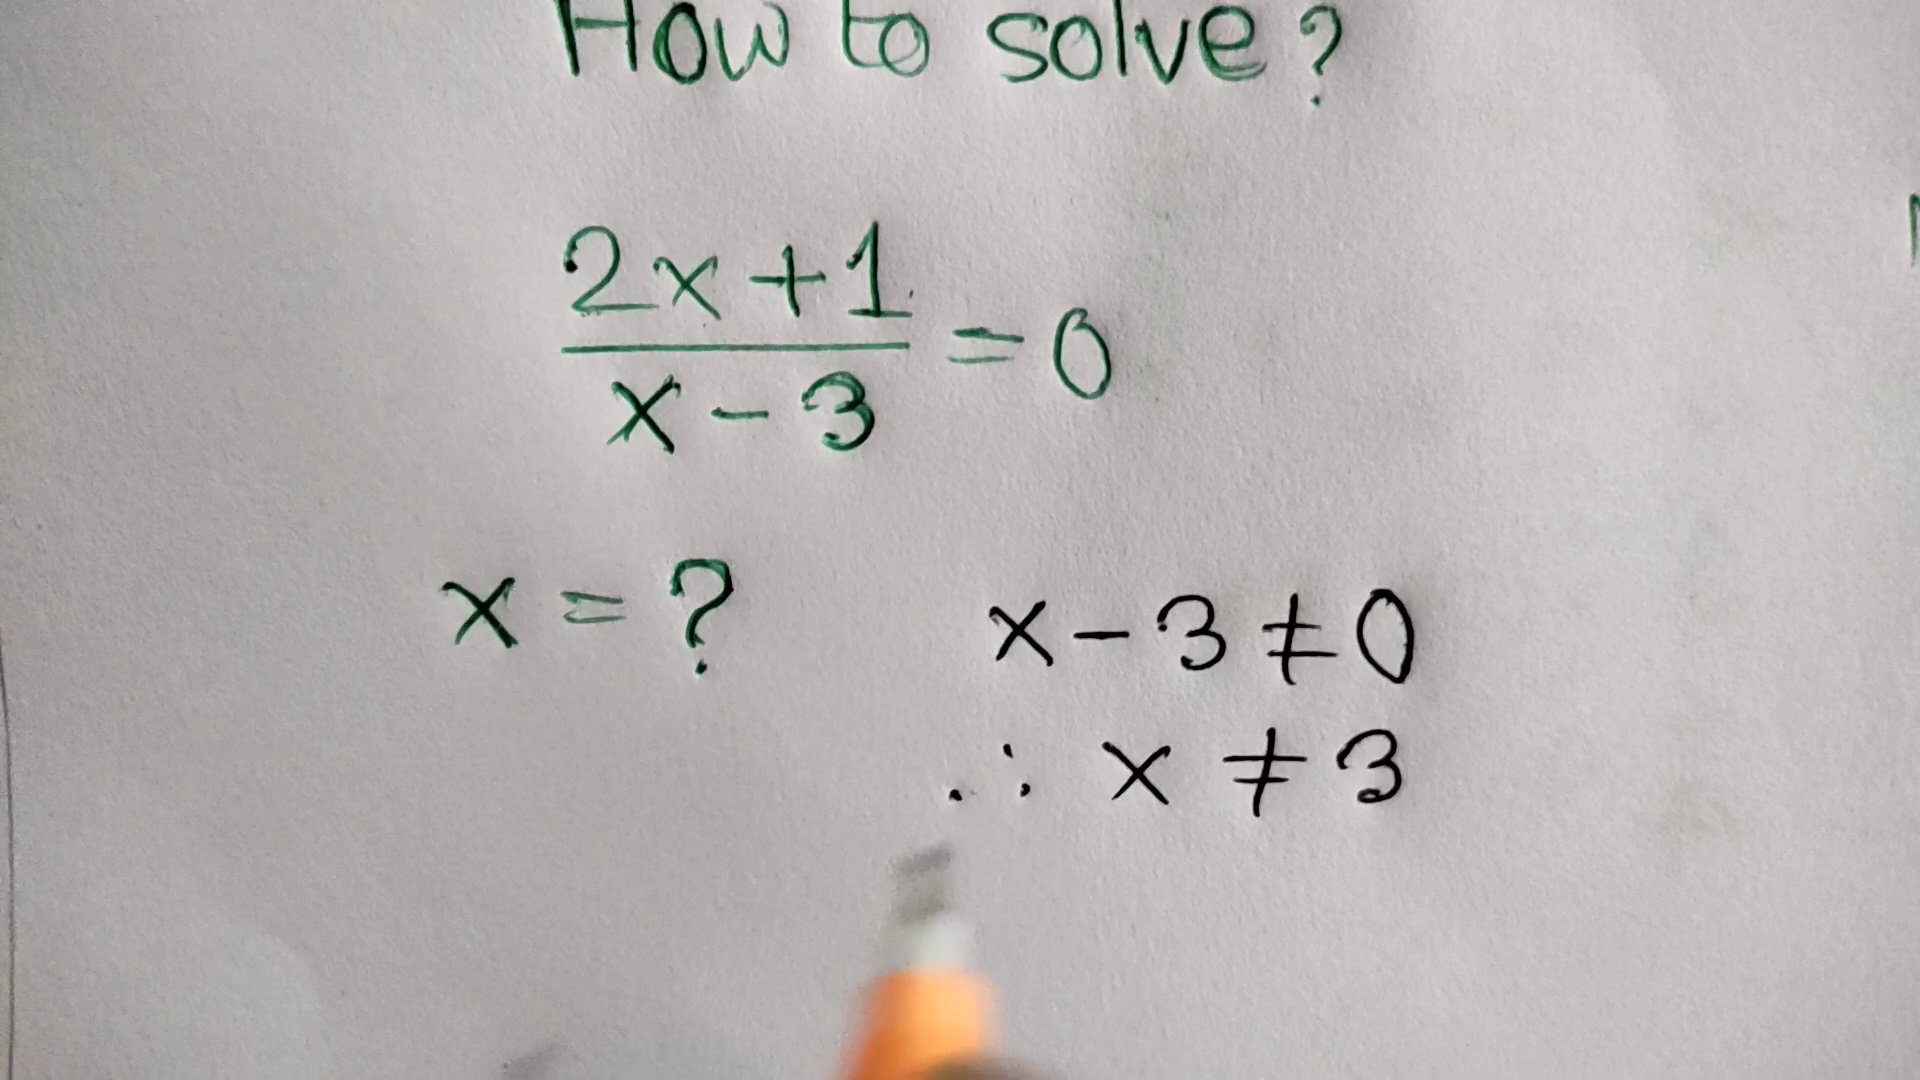 How to solve?
2x+1
x-3 = 0
x = ?
x-3≠0
∴ x ≠ 3